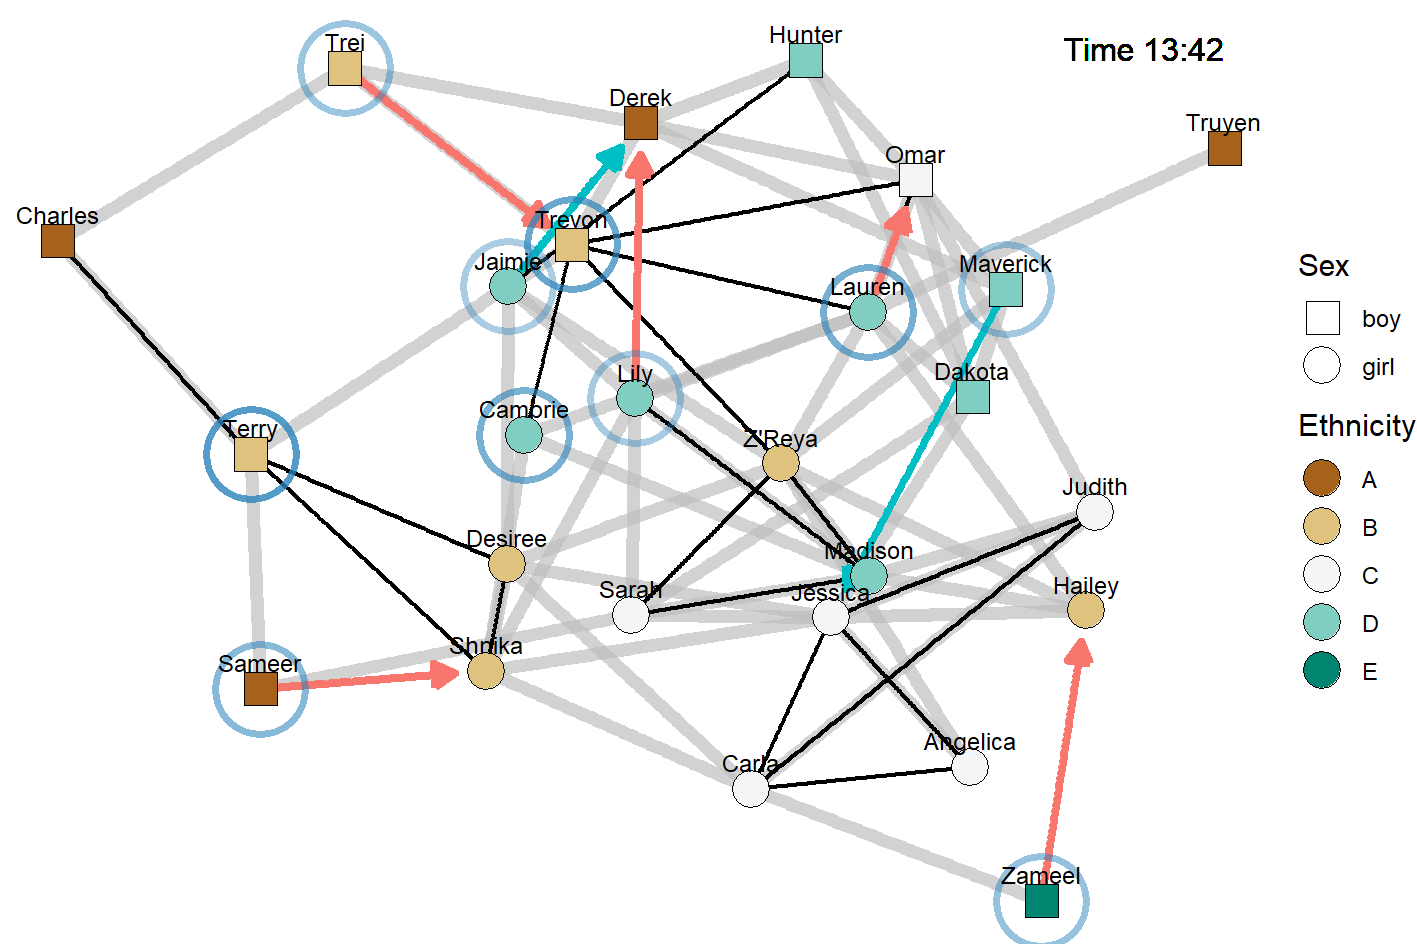 Trei
Hunter
Time 13:42
Derek
Truyen
Omar
Charles
Trevon
Jaimie
Maverick
Lauren
Lily
Dakota
Cambrie
Terry
Z'Reya
Judith
Desiree
Madison
Sarah
Jessica
Hailey
Shnika
Sameer
Angelica
Carla
Zameel
Sex
boy
girl
Ethnicity
A
B
C
D
E